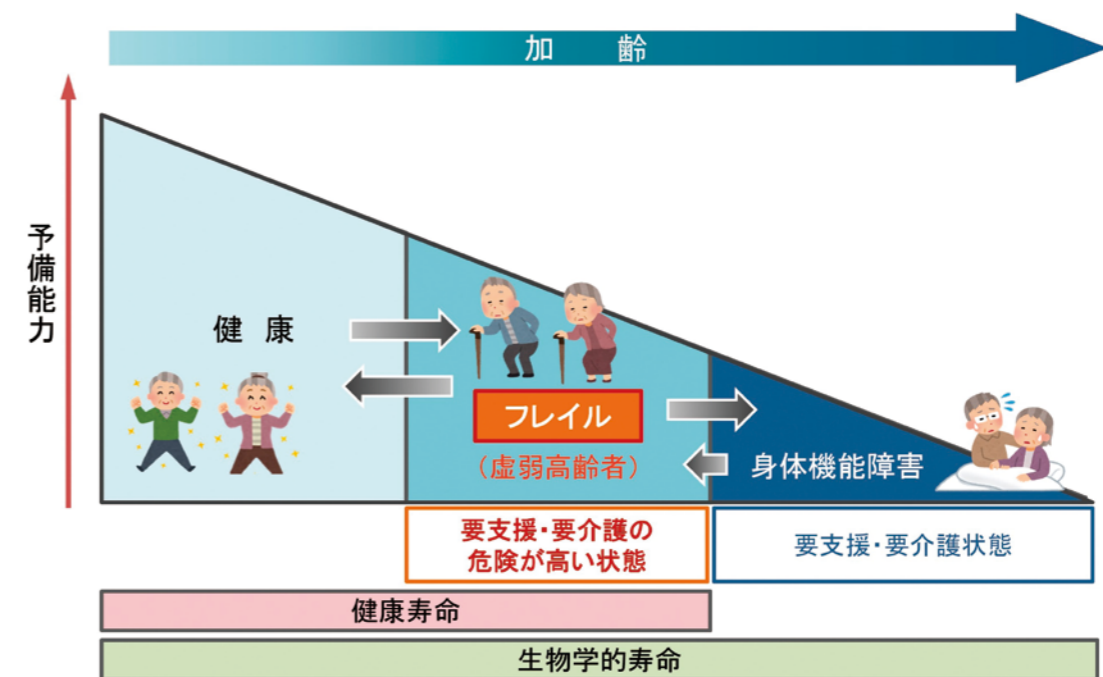 加　齢
予備能力
健　康
フレイル
（虚弱高齢者）
身体機能障害
要支援・要介護の
危険が高い状態
要支援・要介護状態
健康寿命
生物学的寿命